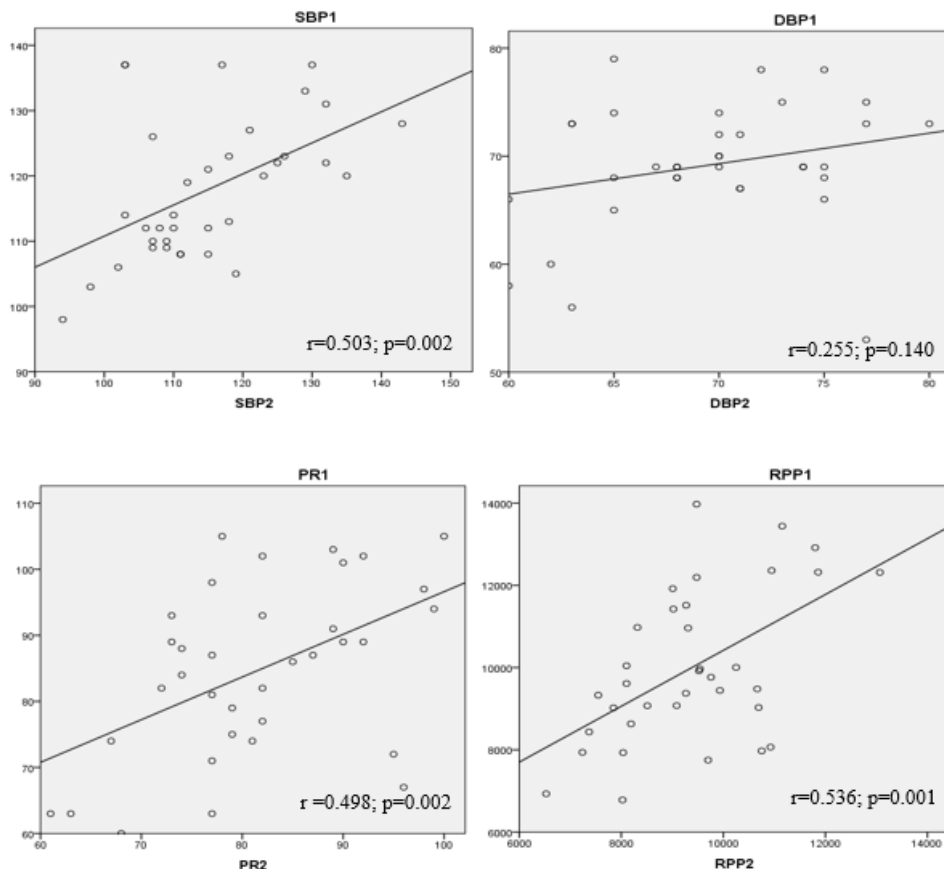 SBP1
140
130
120
110
100
90
90 100 110 120 130 140 150
SBP2
r=0.503; p=0.002
DBP1
80
70
60
50
60 65 70 75 80
DBP2
r=0.255; p=0.140
PR1
110
100
90
80
70
60
60 70 80 90 100
PR2
r =0.498; p=0.002
RPP1
14000
12000
10000
8000
6000
6000 8000 10000 12000 14000
RPP2
r=0.536; p=0.001